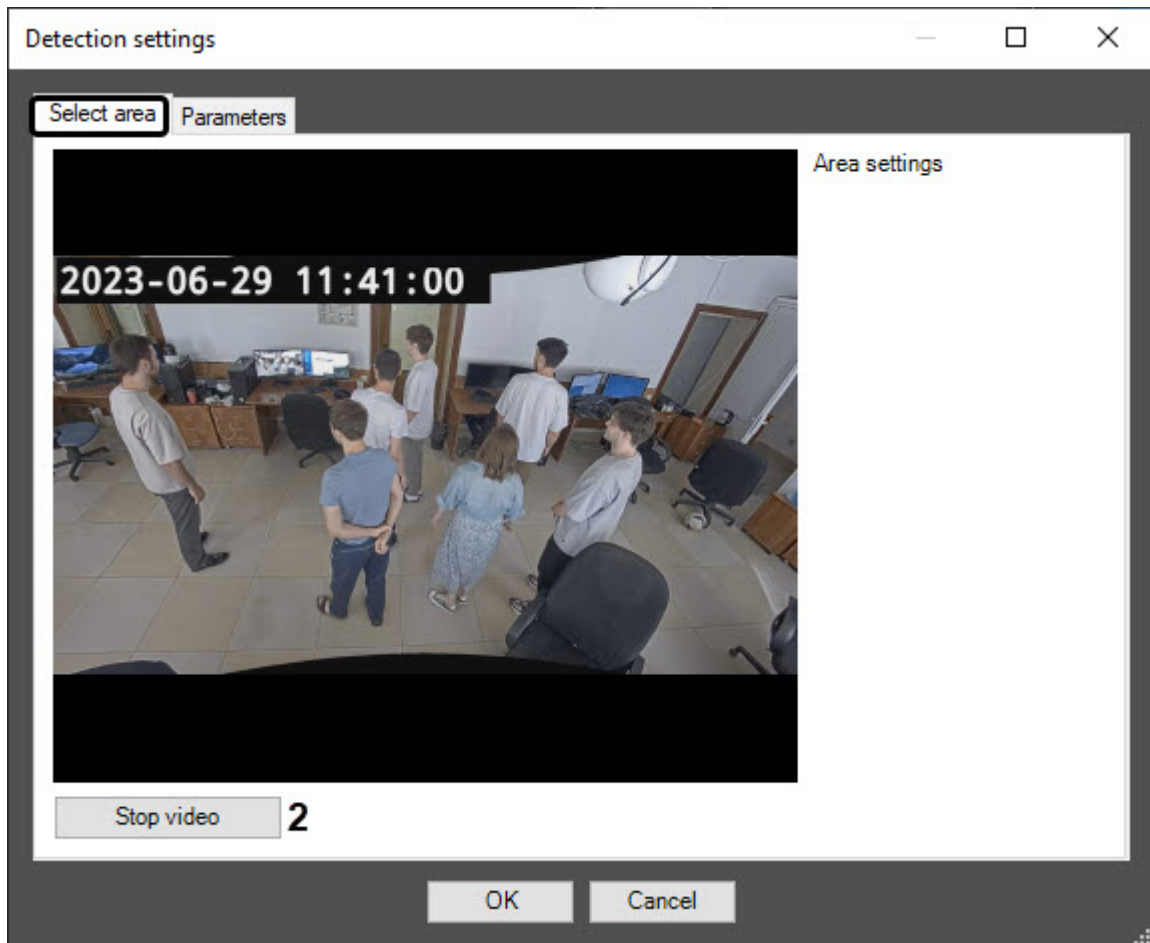 Detection settings
Select area
Parameters
Area settings
2023-06-29 11:41:00
Stop video
2
OK
Cancel